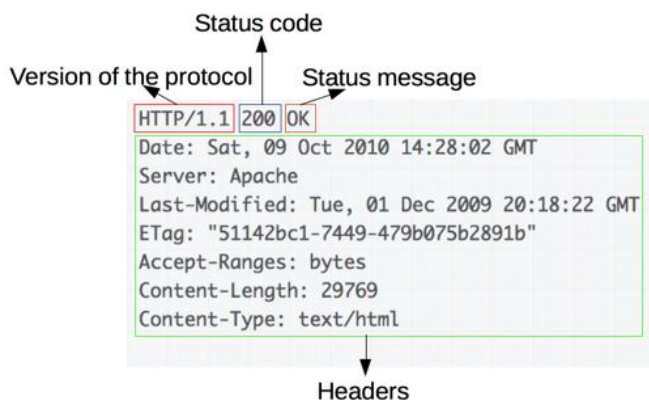 Status code
Version of the protocol
Status message
HTTP/1.1 200 OK
Date: Sat, 09 Oct 2010 14:28:02 GMT
Server: Apache
Last-Modified: Tue, 01 Dec 2009 20:18:22 GMT
ETag: "51142bc1-7449-479b075b2891b"
Accept-Ranges: bytes
Content-Length: 29769
Content-Type: text/html
Headers